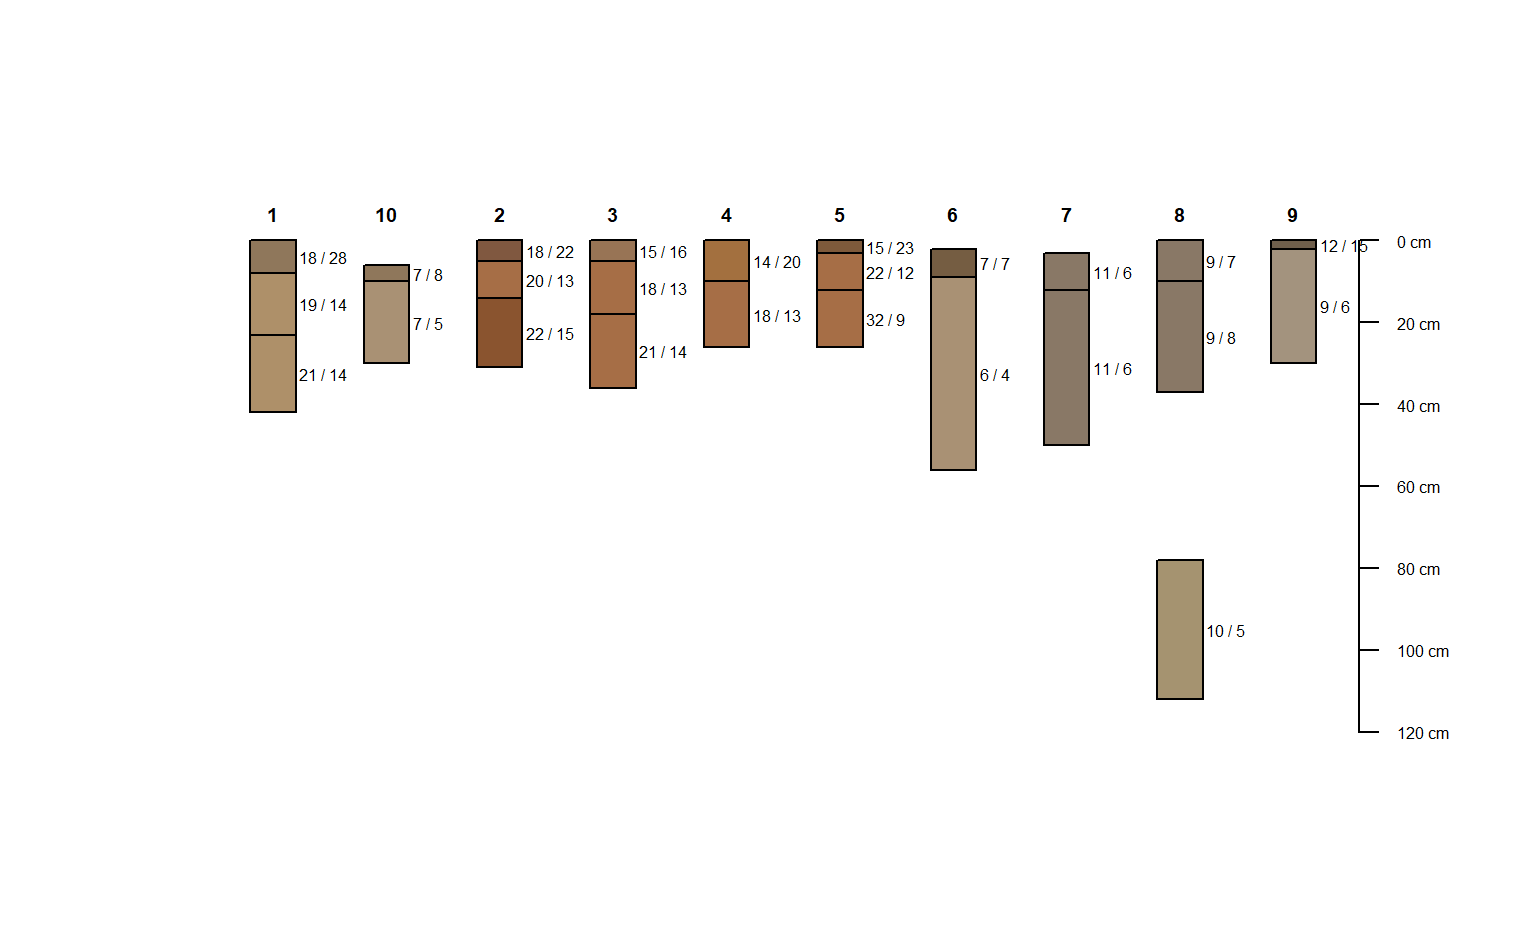 1 10 2 3 4 5 6 7 8 9
18 / 28
19 / 14
21 / 14
7 / 8
7 / 5
18 / 22
20 / 13
22 / 15
15 / 16
18 / 13
21 / 14
14 / 20
18 / 13
15 / 23
22 / 12
32 / 9
7 / 7
6 / 4
11 / 6
11 / 6
9 / 7
9 / 8
10 / 5
12 / 15
9 / 6
0 cm
20 cm
40 cm
60 cm
80 cm
100 cm
120 cm